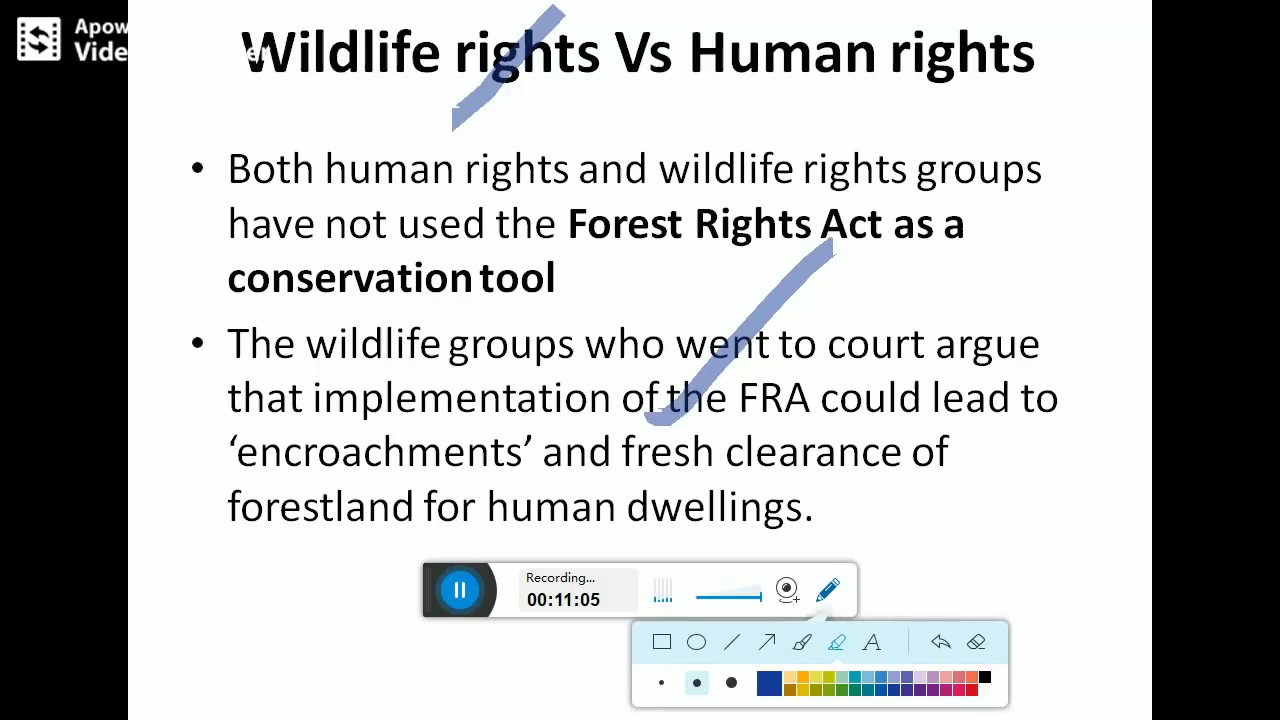 Apow
Vide er
Wildlife rights Vs Human rights
• Both human rights and wildlife rights groups
have not used the Forest Rights Act as a
conservation tool
• The wildlife groups who went to court argue
that implementation of the FRA could lead to
‘encroachments’ and fresh clearance of
forestland for human dwellings.
Recording...
00:11:05
A